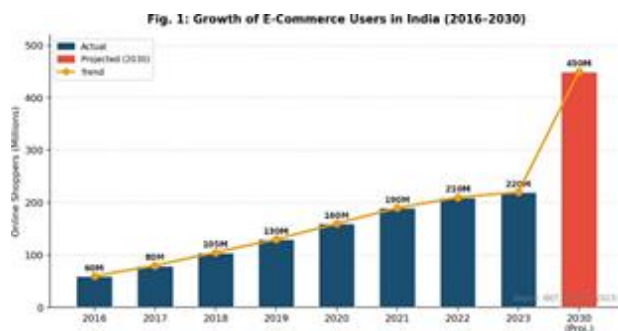 Fig. 1: Growth of E-Commerce Users in India (2016–2030)
Actual
Projected (2030)
Trend
Online Shoppers (Millions)
500
400
300
200
100
0
60M
80M
105M
130M
160M
190M
210M
220M
450M
2016
2017
2018
2019
2020
2021
2022
2023
2030
(Proj.)